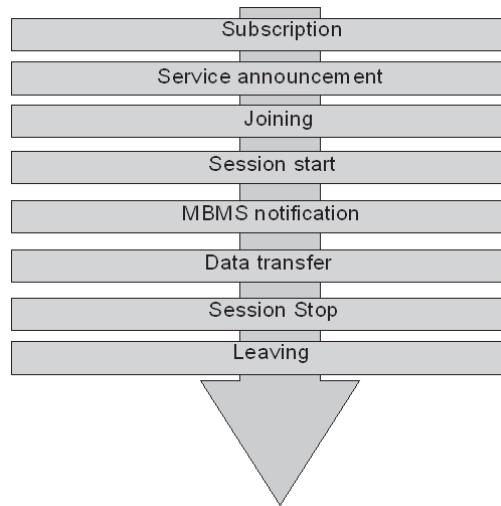 Subscription
Service announcement
Joining
Session start
MBMS notification
Data transfer
Session Stop
Leaving